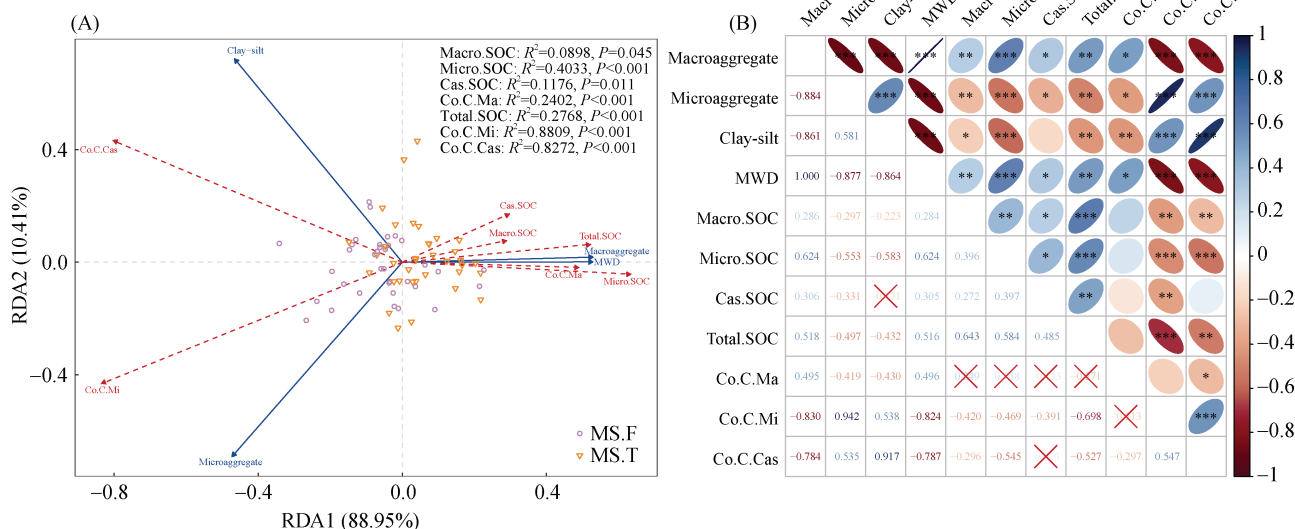 (A)
Clay−silt
Co.C.Cas
Co.C.Mi
Microaggregate
Cas.SOC
Macro.SOC
Total.SOC
Macroaggregate
MWD
Co.C.Ma
Micro.SOC
Macro.SOC: R²=0.0898, P=0.045
Micro.SOC: R²=0.4033, P<0.001
Cas.SOC: R²=0.1176, P=0.011
Co.C.Ma: R²=0.2402, P<0.001
Total.SOC: R²=0.2768, P<0.001
Co.C.Mi: R²=0.8809, P<0.001
Co.C.Cas: R²=0.8272, P<0.001
MS.F
MS.T
0.4
0.0
−0.4
−0.8 −0.4 0.0 0.4
RDA1 (88.95%)
RDA2 (10.41%)
(B)
Macroaggregate *** *** *** ** *** * ** * *** ***
Microaggregate −0.884 *** *** ** *** * ** * *** ***
Clay−silt −0.861 0.581 *** * *** ** ** *** ***
MWD 1.000 −0.877 −0.864 ** *** * ** * *** ***
Macro.SOC 0.286 −0.297 −0.223 0.284 ** * *** ** **
Micro.SOC 0.624 −0.553 −0.583 0.624 0.396 * *** *** ***
Cas.SOC 0.306 −0.331 0.305 0.272 0.397 ** **
Total.SOC 0.518 −0.497 −0.432 0.516 0.643 0.584 0.485 *** **
Co.C.Ma 0.495 −0.419 −0.430 0.496 *
Co.C.Mi −0.830 0.942 0.538 −0.824 −0.420 −0.469 −0.391 −0.698 ***
Co.C.Cas −0.784 0.535 0.917 −0.787 −0.296 −0.545 −0.527 −0.297 0.547
1
0.8
0.6
0.4
0.2
0
−0.2
−0.4
−0.6
−0.8
−1